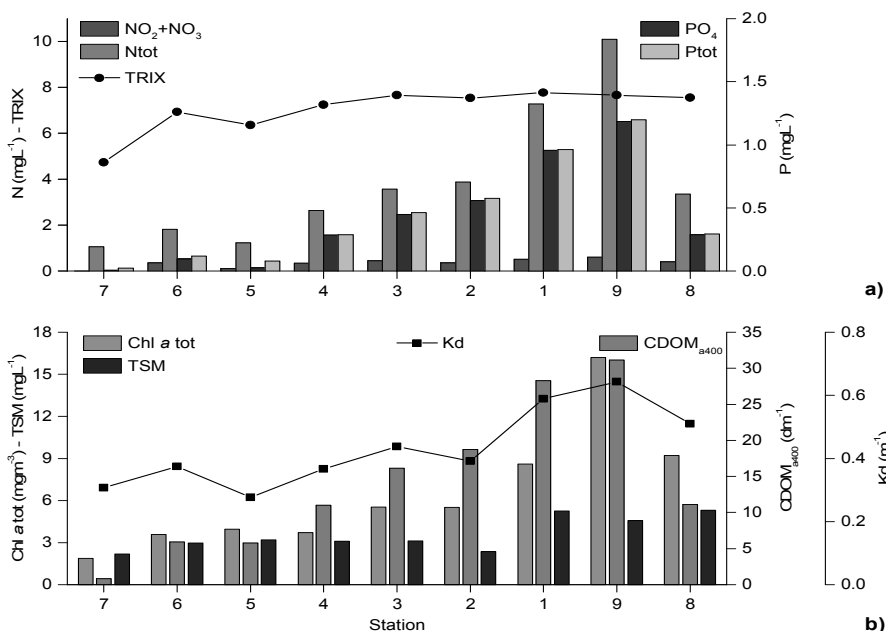 NO₂+NO₃
Ntot
TRIX
PO₄
Ptot
N (mgL⁻¹) - TRIX
10
8
6
4
2
0
P (mgL⁻¹)
2.0
1.5
1.0
0.5
0.0
7 6 5 4 3 2 1 9 8
a)
Chl a tot
TSM
Kd
CDOMₐ₄₀₀
Chl a tot (mgm⁻³) - TSM (mgL⁻¹)
18
15
12
9
6
3
0
CDOMₐ₄₀₀ (dm⁻¹)
35
30
25
20
15
10
5
0
Kd (m⁻¹)
0.8
0.6
0.4
0.2
0.0
7 6 5 4 3 2 1 9 8
Station
b)